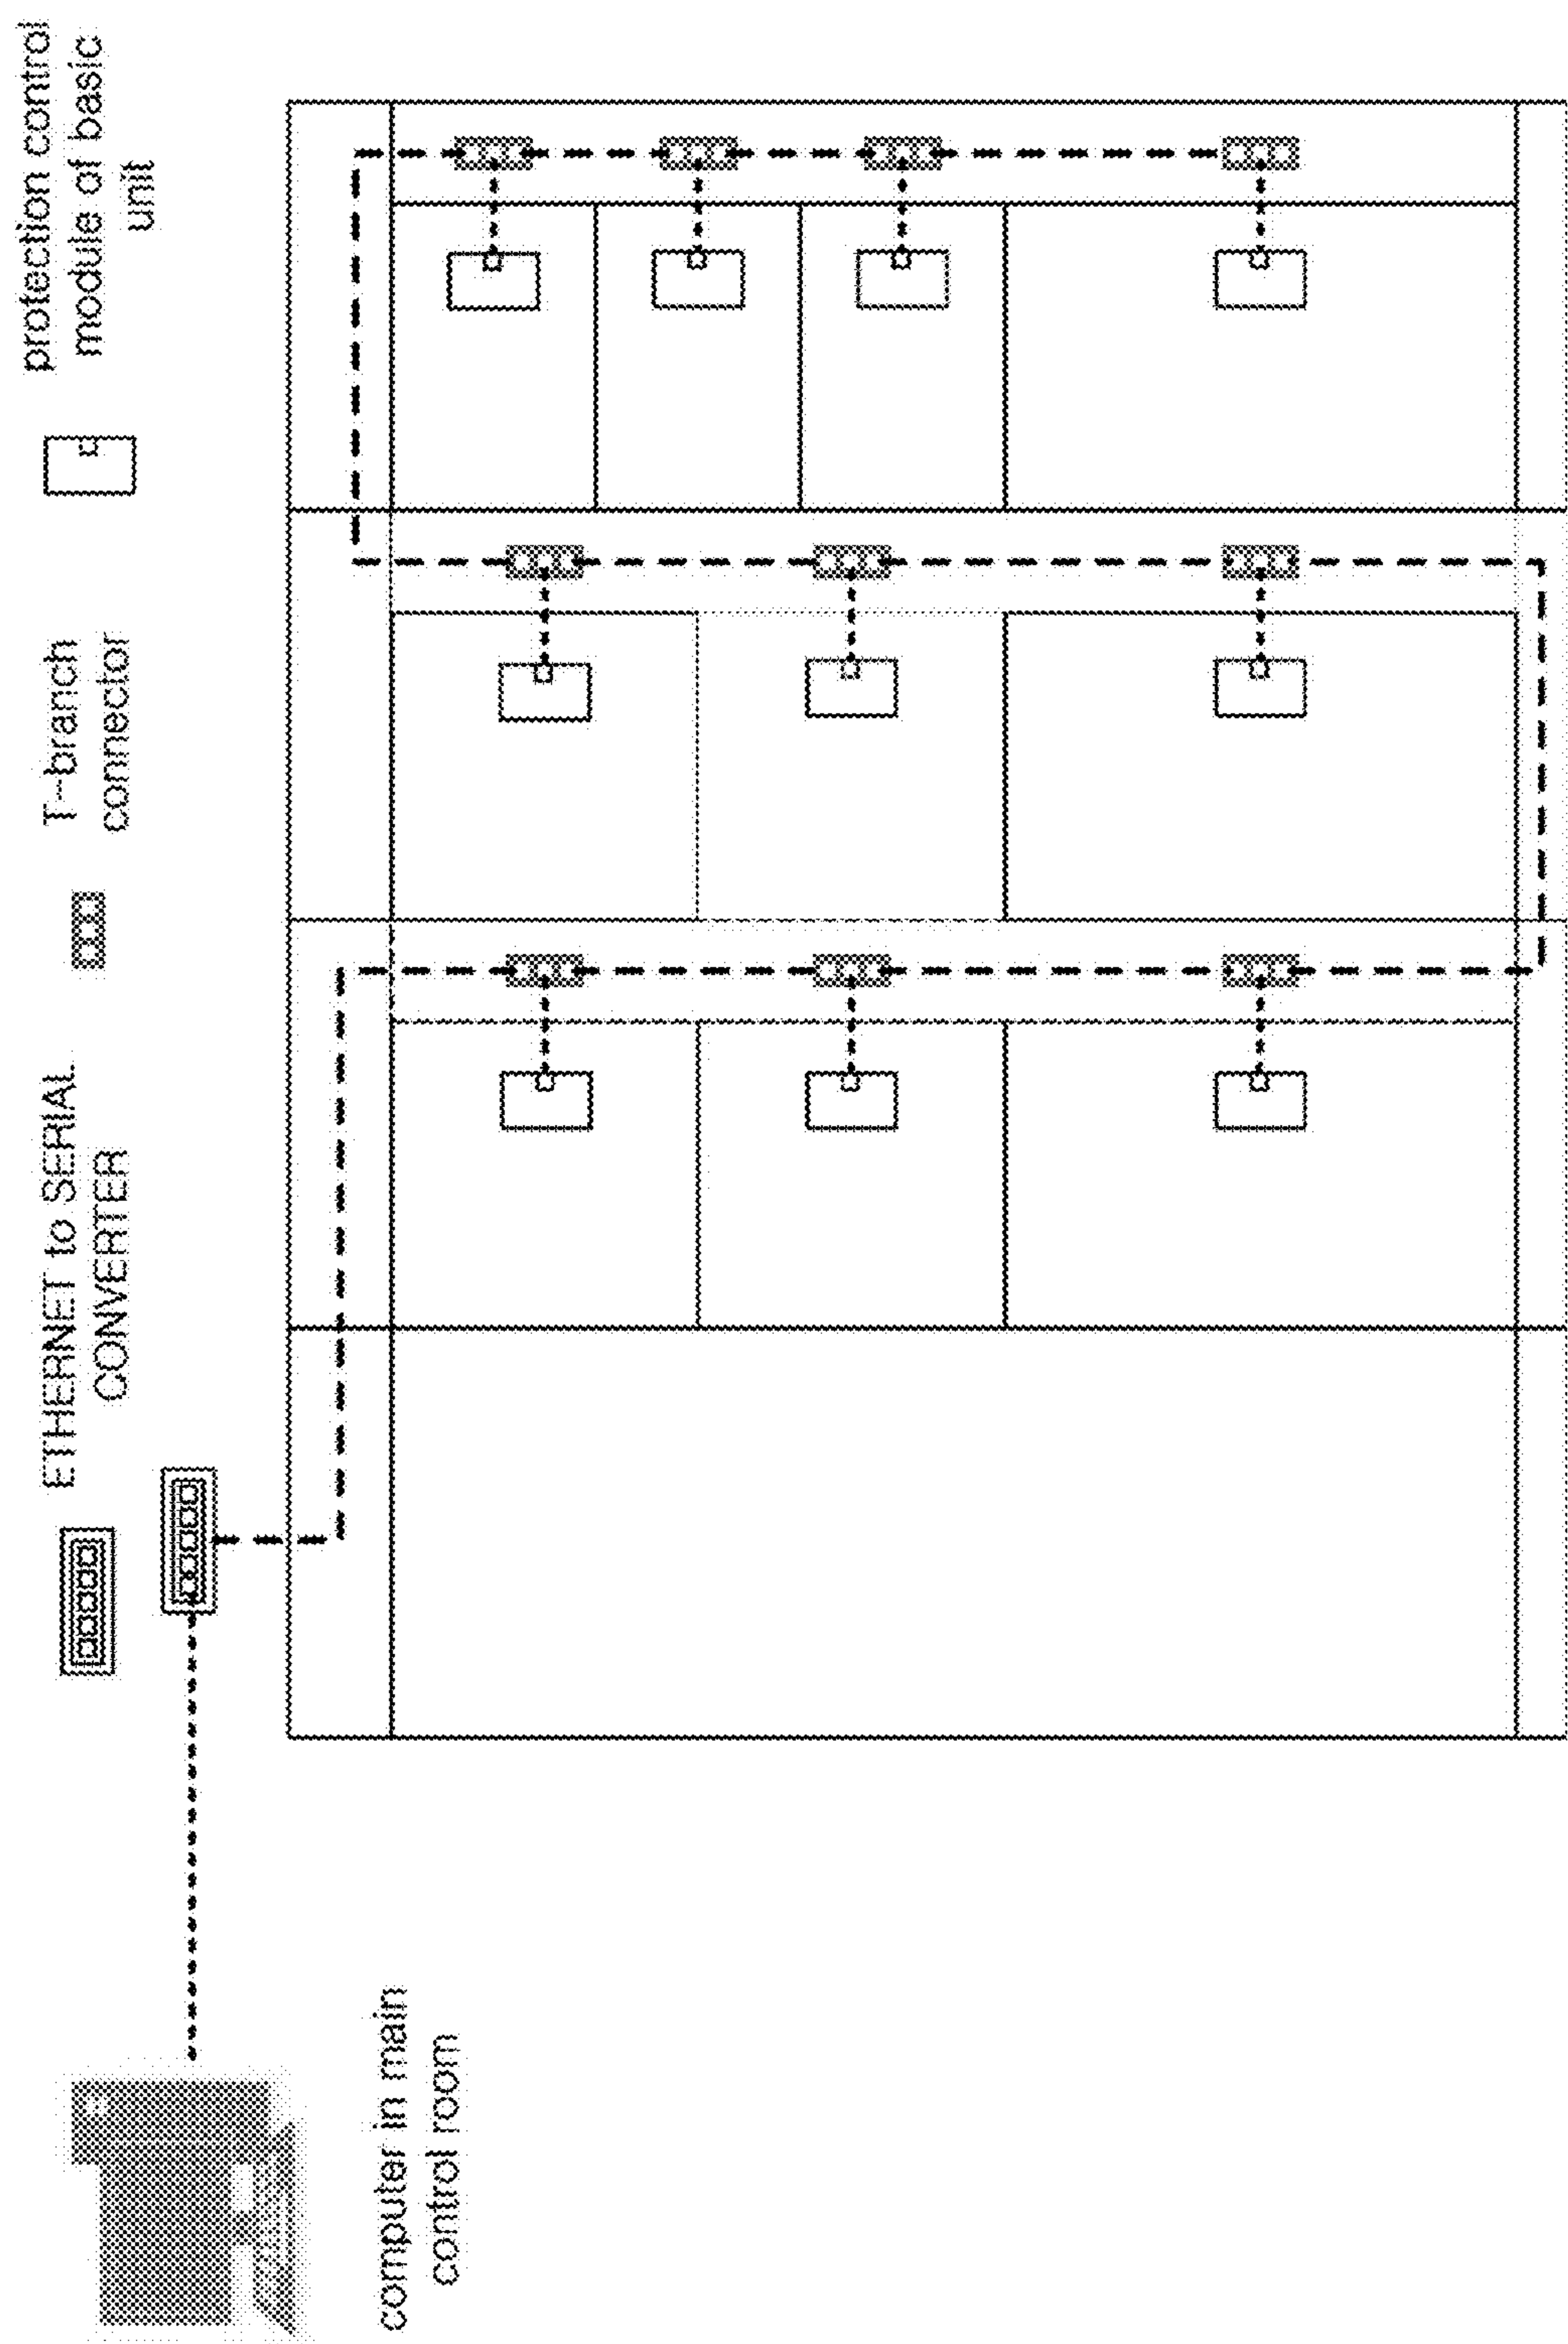 ETHERNET to SERIAL
CONVERTER
T-branch
connector
protection control
module of basic
unit
computer in main
control room